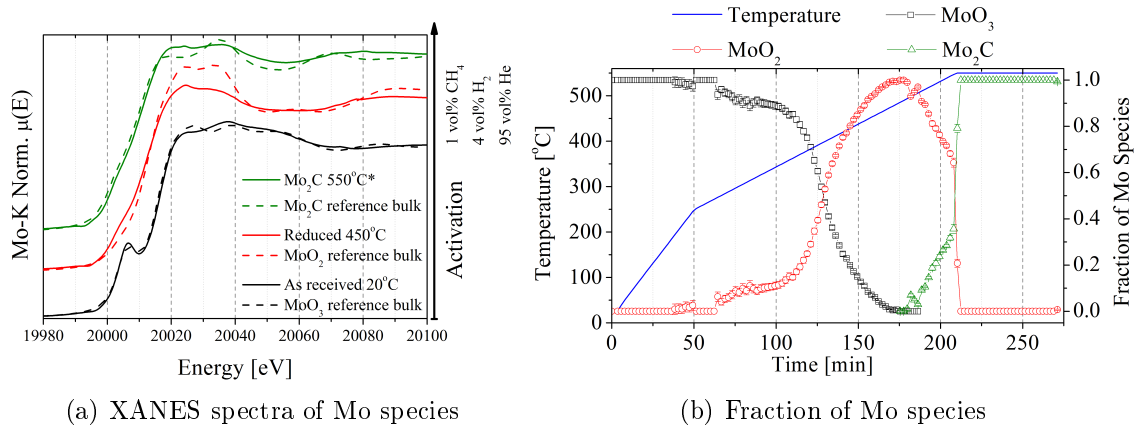 Mo-K Norm. μ(E)
Mo₂C 550°C*
Mo₂C reference bulk
Reduced 450°C
MoO₂ reference bulk
As received 20°C
MoO₃ reference bulk
19980 20000 20020 20040 20060 20080 20100
Energy [eV]
1 vol% CH₄
4 vol% H₂
95 vol% He
Activation
(a) XANES spectra of Mo species
Temperature
MoO₃
MoO₂
Mo₂C
Temperature [°C]
500
400
300
200
100
0
0 50 100 150 200 250
Time [min]
1.0
0.8
0.6
0.4
0.2
0.0
Fraction of Mo Species
(b) Fraction of Mo species